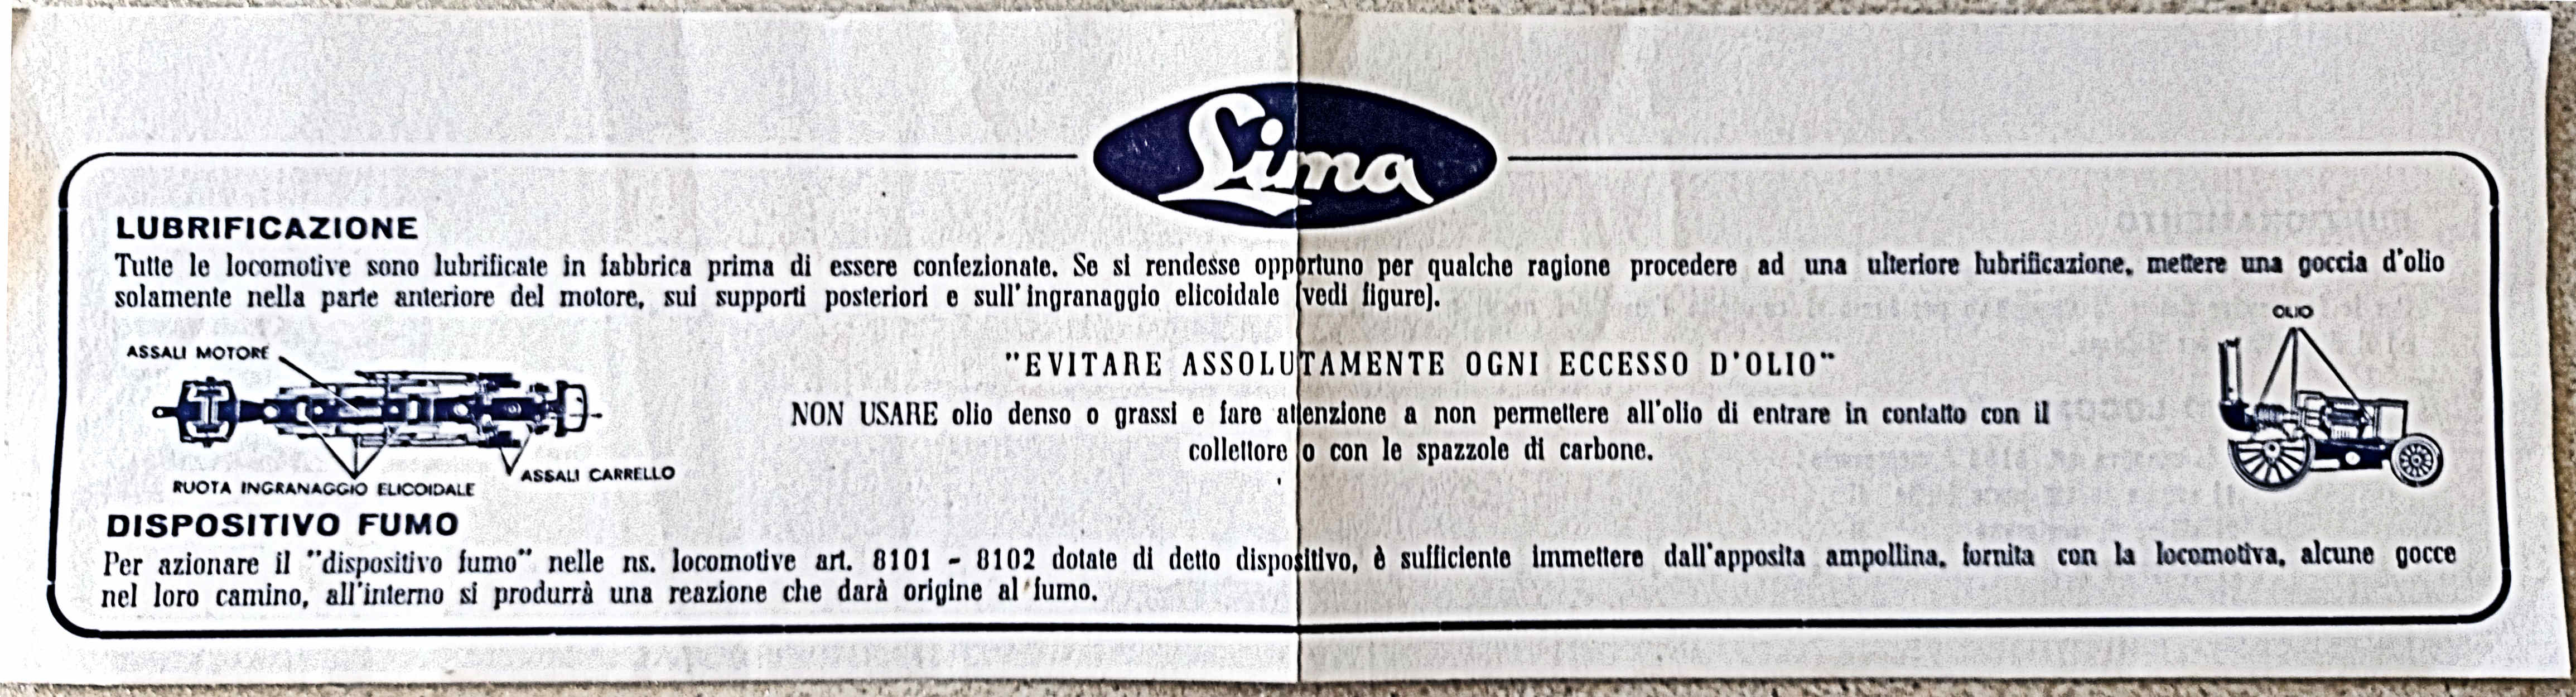 Lima
LUBRIFICAZIONE
Tutte le locomotive sono lubrificate in fabbrica prima di essere confezionate. Se si rendesse opportuno per qualche ragione procedere ad una ulteriore lubrificazione, mettere una goccia d'olio
solamente nella parte anteriore del motore, sui supporti posteriori e sull'ingranaggio elicoidale (vedi figure).
ASSALI MOTORE
RUOTA INGRANAGGIO ELICOIDALE
ASSALI CARRELLO
"EVITARE ASSOLUTAMENTE OGNI ECCESSO D'OLIO"
NON USARE olio denso o grassi e fare attenzione a non permettere all'olio di entrare in contatto con il
collettore o con le spazzole di carbone.
OLIO
DISPOSITIVO FUMO
Per azionare il "dispositivo fumo" nelle ns. locomotive art. 8101 - 8102 dotate di detto dispositivo, è sufficiente immettere dall'apposita ampollina, fornita con la locomotiva, alcune gocce
nel loro camino, all'interno si produrrà una reazione che darà origine al fumo.